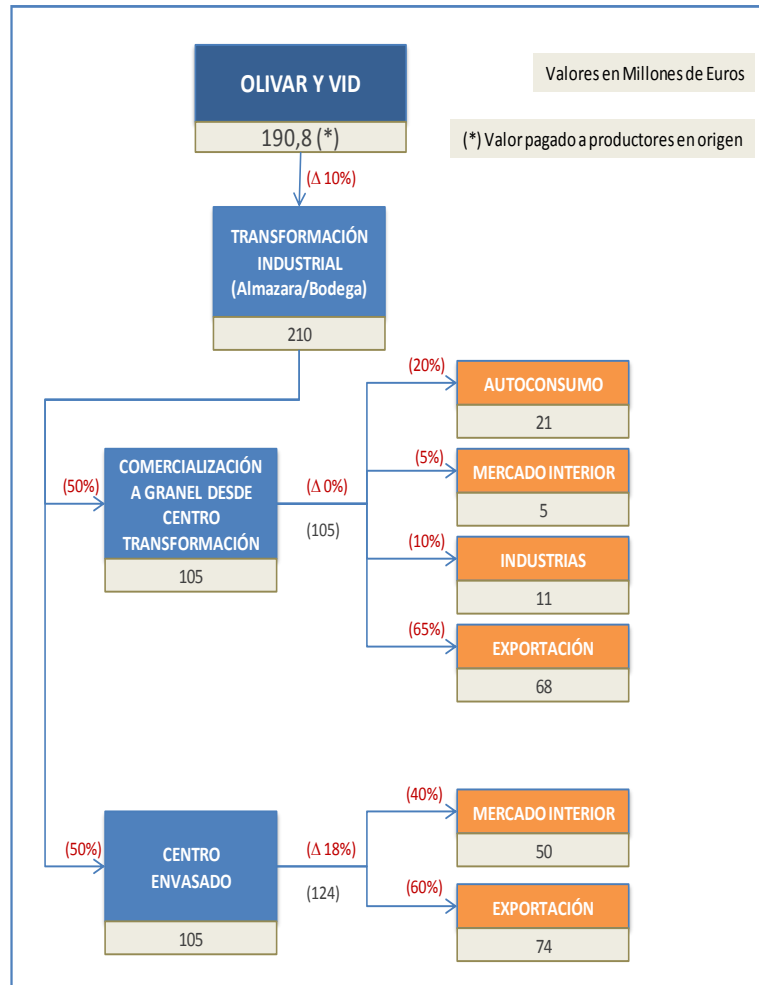 OLIVAR Y VID
190,8 (*)
Valores en Millones de Euros
(*) Valor pagado a productores en origen
(Δ 10%)
TRANSFORMACIÓN
INDUSTRIAL
(Almazara/Bodega)
210
(50%)
COMERCIALIZACIÓN
A GRANEL DESDE
CENTRO
TRANSFORMACIÓN
105
(Δ 0%)
(105)
(20%)
AUTOCONSUMO
21
(5%)
MERCADO INTERIOR
5
(10%)
INDUSTRIAS
11
(65%)
EXPORTACIÓN
68
(50%)
CENTRO
ENVASADO
105
(Δ 18%)
(124)
(40%)
MERCADO INTERIOR
50
(60%)
EXPORTACIÓN
74